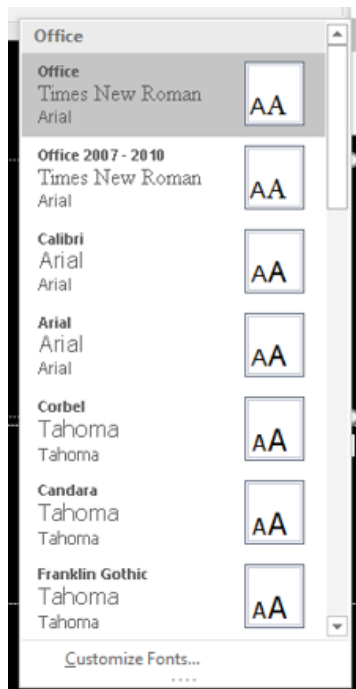 Office
Office
Times New Roman
Arial
AA
Office 2007 - 2010
Times New Roman
Arial
AA
Calibri
Arial
Arial
AA
Arial
Arial
Arial
AA
Corbel
Tahoma
Tahoma
AA
Candara
Tahoma
Tahoma
AA
Franklin Gothic
Tahoma
Tahoma
AA
Customize Fonts...